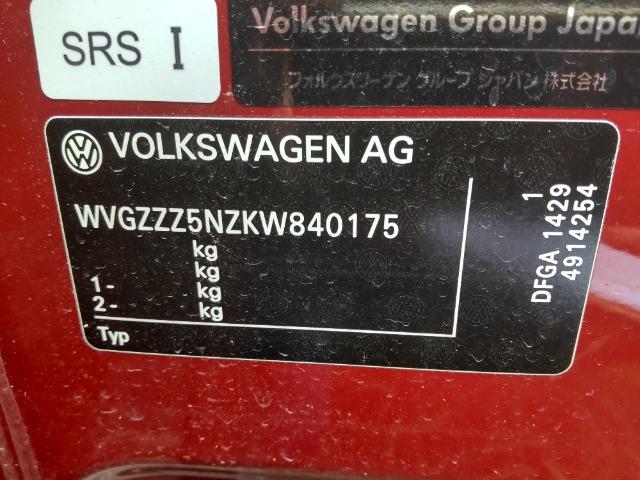 SRS I
Volkswagen Group Japa
フォルクスワーゲン グループ ジャパン 株式会社
VOLKSWAGEN AG
WVGZZZ5NZKW840175
kg
kg
1- kg
2- kg
Typ
1
DFGA 1429
4914254